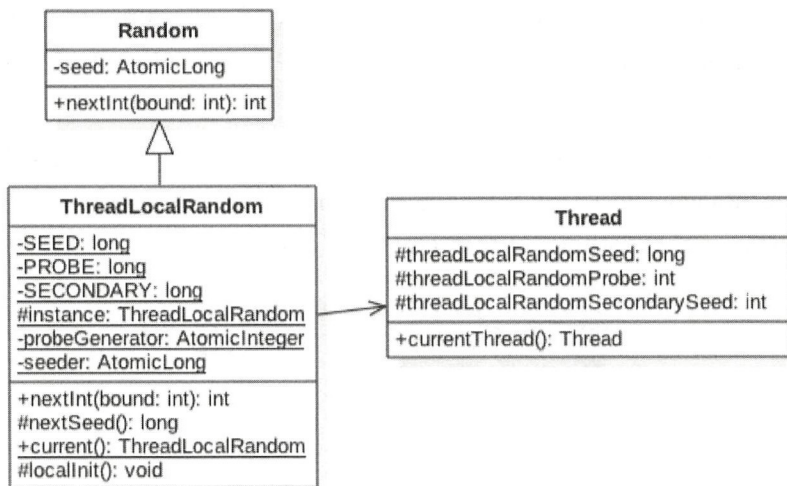 Random
-seed: AtomicLong
+nextInt(bound: int): int
ThreadLocalRandom
-SEED: long
-PROBE: long
-SECONDARY: long
#instance: ThreadLocalRandom
-probeGenerator: AtomicInteger
-seeder: AtomicLong
+nextInt(bound: int): int
#nextSeed(): long
+current(): ThreadLocalRandom
#localInit(): void
Thread
#threadLocalRandomSeed: long
#threadLocalRandomProbe: int
#threadLocalRandomSecondarySeed: int
+currentThread(): Thread